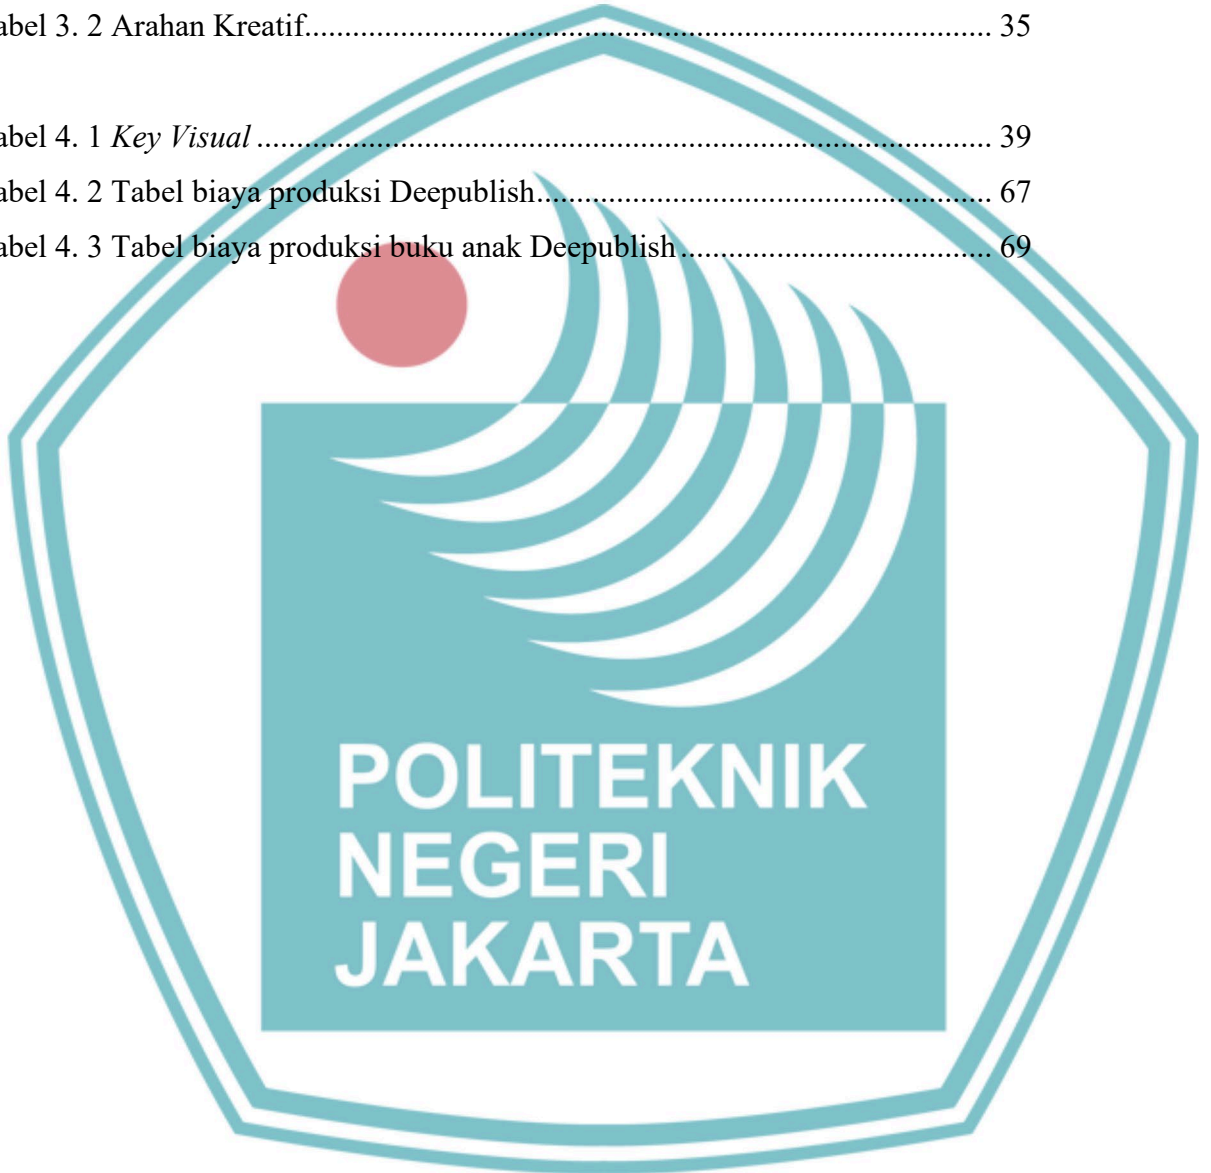 abel 3. 2 Arahan Kreatif.................................................................................... 35
abel 4. 1 Key Visual .......................................................................................... 39
abel 4. 2 Tabel biaya produksi Deepublish........................................................ 67
abel 4. 3 Tabel biaya produksi buku anak Deepublish...................................... 69
POLITEKNIK
NEGERI
JAKARTA